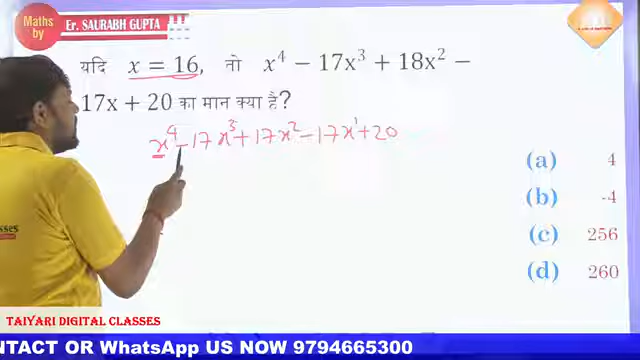 Maths by
Er. SAURABH GUPTA
यदि x = 16, तो x⁴ − 17x³ + 18x² −
17x + 20 का मान क्या है?
x⁴ − 17x³ + 17x² − 17x¹ + 20
(a) 4
(b) -4
(c) 256
(d) 260
sses
TAIYARI DIGITAL CLASSES
NTACT OR WhatsApp US NOW 9794665300